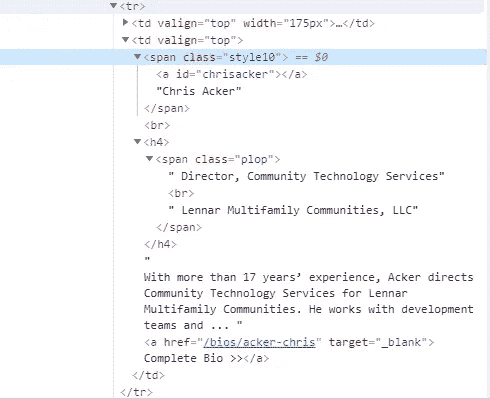 ▼<tr>
▶<td valign="top" width="175px">…</td>
▼<td valign="top">
▼<span class="style10"> == $0
<a id="chrisacker"></a>
"Chris Acker"
</span>
<br>
▼<h4>
▼<span class="plop">
" Director, Community Technology Services"
<br>
" Lennar Multifamily Communities, LLC"
</span>
</h4>
"
With more than 17 years’ experience, Acker directs
Community Technology Services for Lennar
Multifamily Communities. He works with development
teams and ... "
<a href="/bios/acker-chris" target="_blank">
Complete Bio >></a>
</td>
</tr>